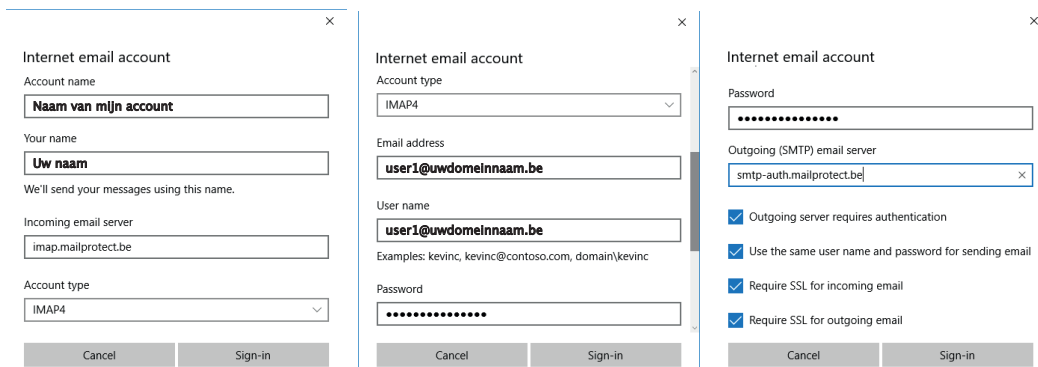 Internet email account
Account name
Naam van mijn account
Your name
Uw naam
We'll send your messages using this name.
Incoming email server
imap.mailprotect.be
Account type
IMAP4
Cancel
Sign-in
Internet email account
Account type
IMAP4
Email address
user1@uwdomeinnaam.be
User name
user1@uwdomeinnaam.be
Examples: kevinc, kevinc@contoso.com, domain\kevinc
Password
●●●●●●●●●●●●●●●
Cancel
Sign-in
Internet email account
Password
●●●●●●●●●●●●●●●
Outgoing (SMTP) email server
smtp-auth.mailprotect.be
Outgoing server requires authentication
Use the same user name and password for sending email
Require SSL for incoming email
Require SSL for outgoing email
Cancel
Sign-in